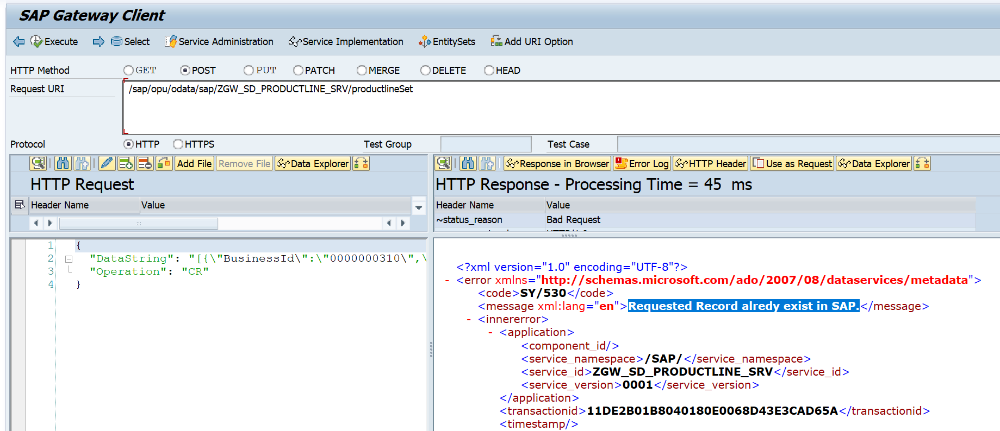 SAP Gateway Client
Execute Select Service Administration Service Implementation EntitySets Add URI Option
HTTP Method GET POST PUT PATCH MERGE DELETE HEAD
Request URI /sap/opu/odata/sap/ZGW_SD_PRODUCTLINE_SRV/productlineSet
Protocol HTTP HTTPS Test Group Test Case
Add File Remove File Data Explorer
HTTP Request
Header Name Value
1 {
2 "DataString": "[{\"BusinessId\":\"0000000310\",\
3 "Operation": "CR"
4 }
Response in Browser Error Log HTTP Header Use as Request Data Explorer
HTTP Response - Processing Time = 45 ms
Header Name Value
~status_reason Bad Request
<?xml version="1.0" encoding="UTF-8"?>
- <error xmlns="http://schemas.microsoft.com/ado/2007/08/dataservices/metadata">
<code>SY/530</code>
<message xml:lang="en">Requested Record alredy exist in SAP.</message>
- <innererror>
- <application>
<component_id/>
<service_namespace>/SAP/</service_namespace>
<service_id>ZGW_SD_PRODUCTLINE_SRV</service_id>
<service_version>0001</service_version>
</application>
<transactionid>11DE2B01B8040180E0068D43E3CAD65A</transactionid>
<timestamp/>